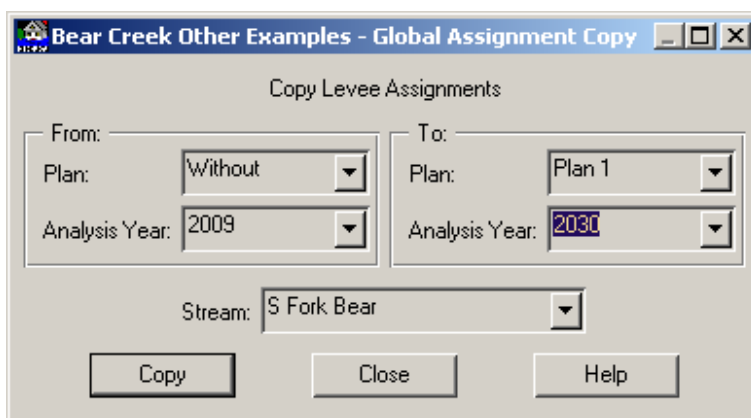 Bear Creek Other Examples - Global Assignment Copy
Copy Levee Assignments
From:
Plan: Without
Analysis Year: 2009
To:
Plan: Plan 1
Analysis Year: 2030
Stream: S Fork Bear
Copy Close Help